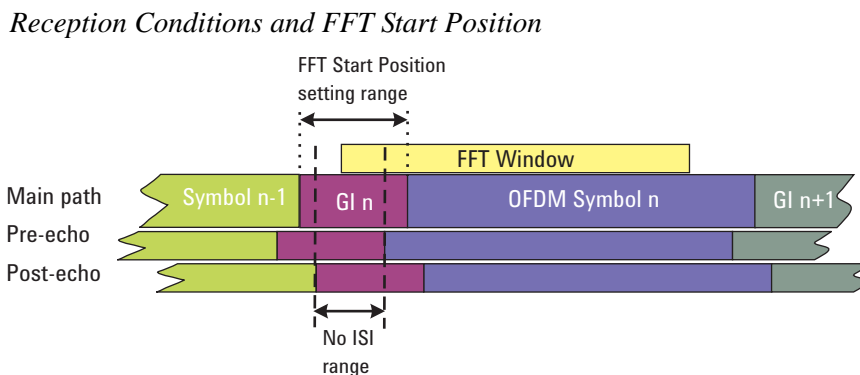 Reception Conditions and FFT Start Position
FFT Start Position
setting range
FFT Window
Main path
Symbol n-1
GI n
OFDM Symbol n
GI n+1
Pre-echo
Post-echo
No ISI
range